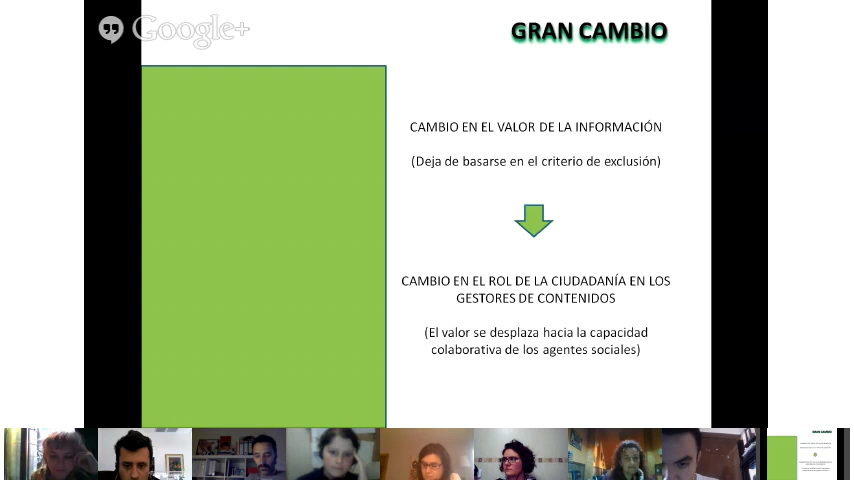 Google+
GRAN CAMBIO
CAMBIO EN EL VALOR DE LA INFORMACIÓN
(Deja de basarse en el criterio de exclusión)
CAMBIO EN EL ROL DE LA CIUDADANÍA EN LOS
GESTORES DE CONTENIDOS
(El valor se desplaza hacia la capacidad
colaborativa de los agentes sociales)
GRAN CAMBIO